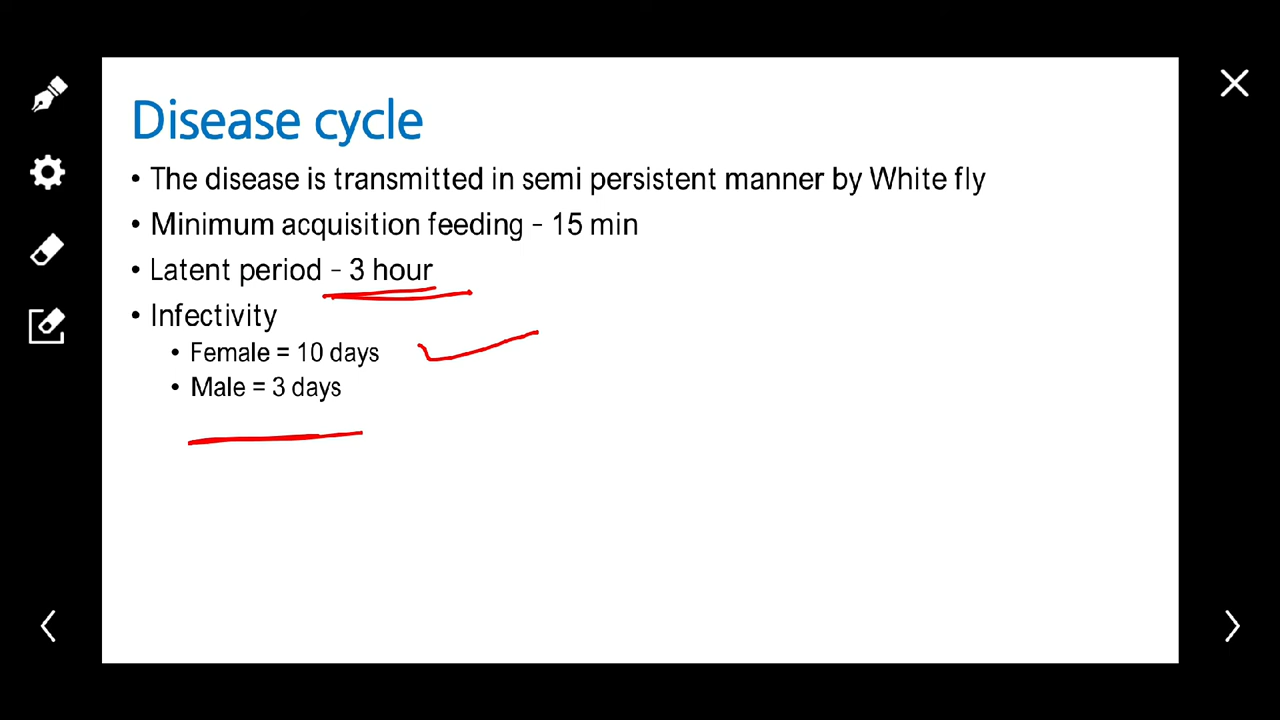 Disease cycle
• The disease is transmitted in semi persistent manner by White fly
• Minimum acquisition feeding - 15 min
• Latent period - 3 hour
• Infectivity
• Female = 10 days
• Male = 3 days